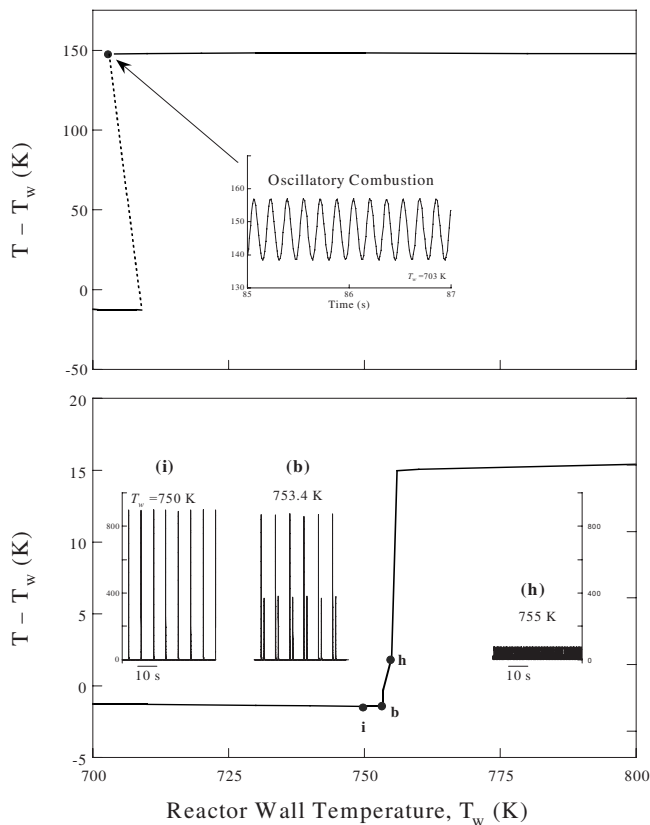 150
100
50
0
-50
T − T_w (K)
Oscillatory Combustion
160
150
140
130
T_w =703 K
85
86
87
Time (s)
20
15
10
5
0
-5
T − T_w (K)
(i)
T_w =750 K
800
400
0
10 s
(b)
753.4 K
(h)
755 K
800
400
0
10 s
h
b
i
700
725
750
775
800
Reactor Wall Temperature, T_w (K)